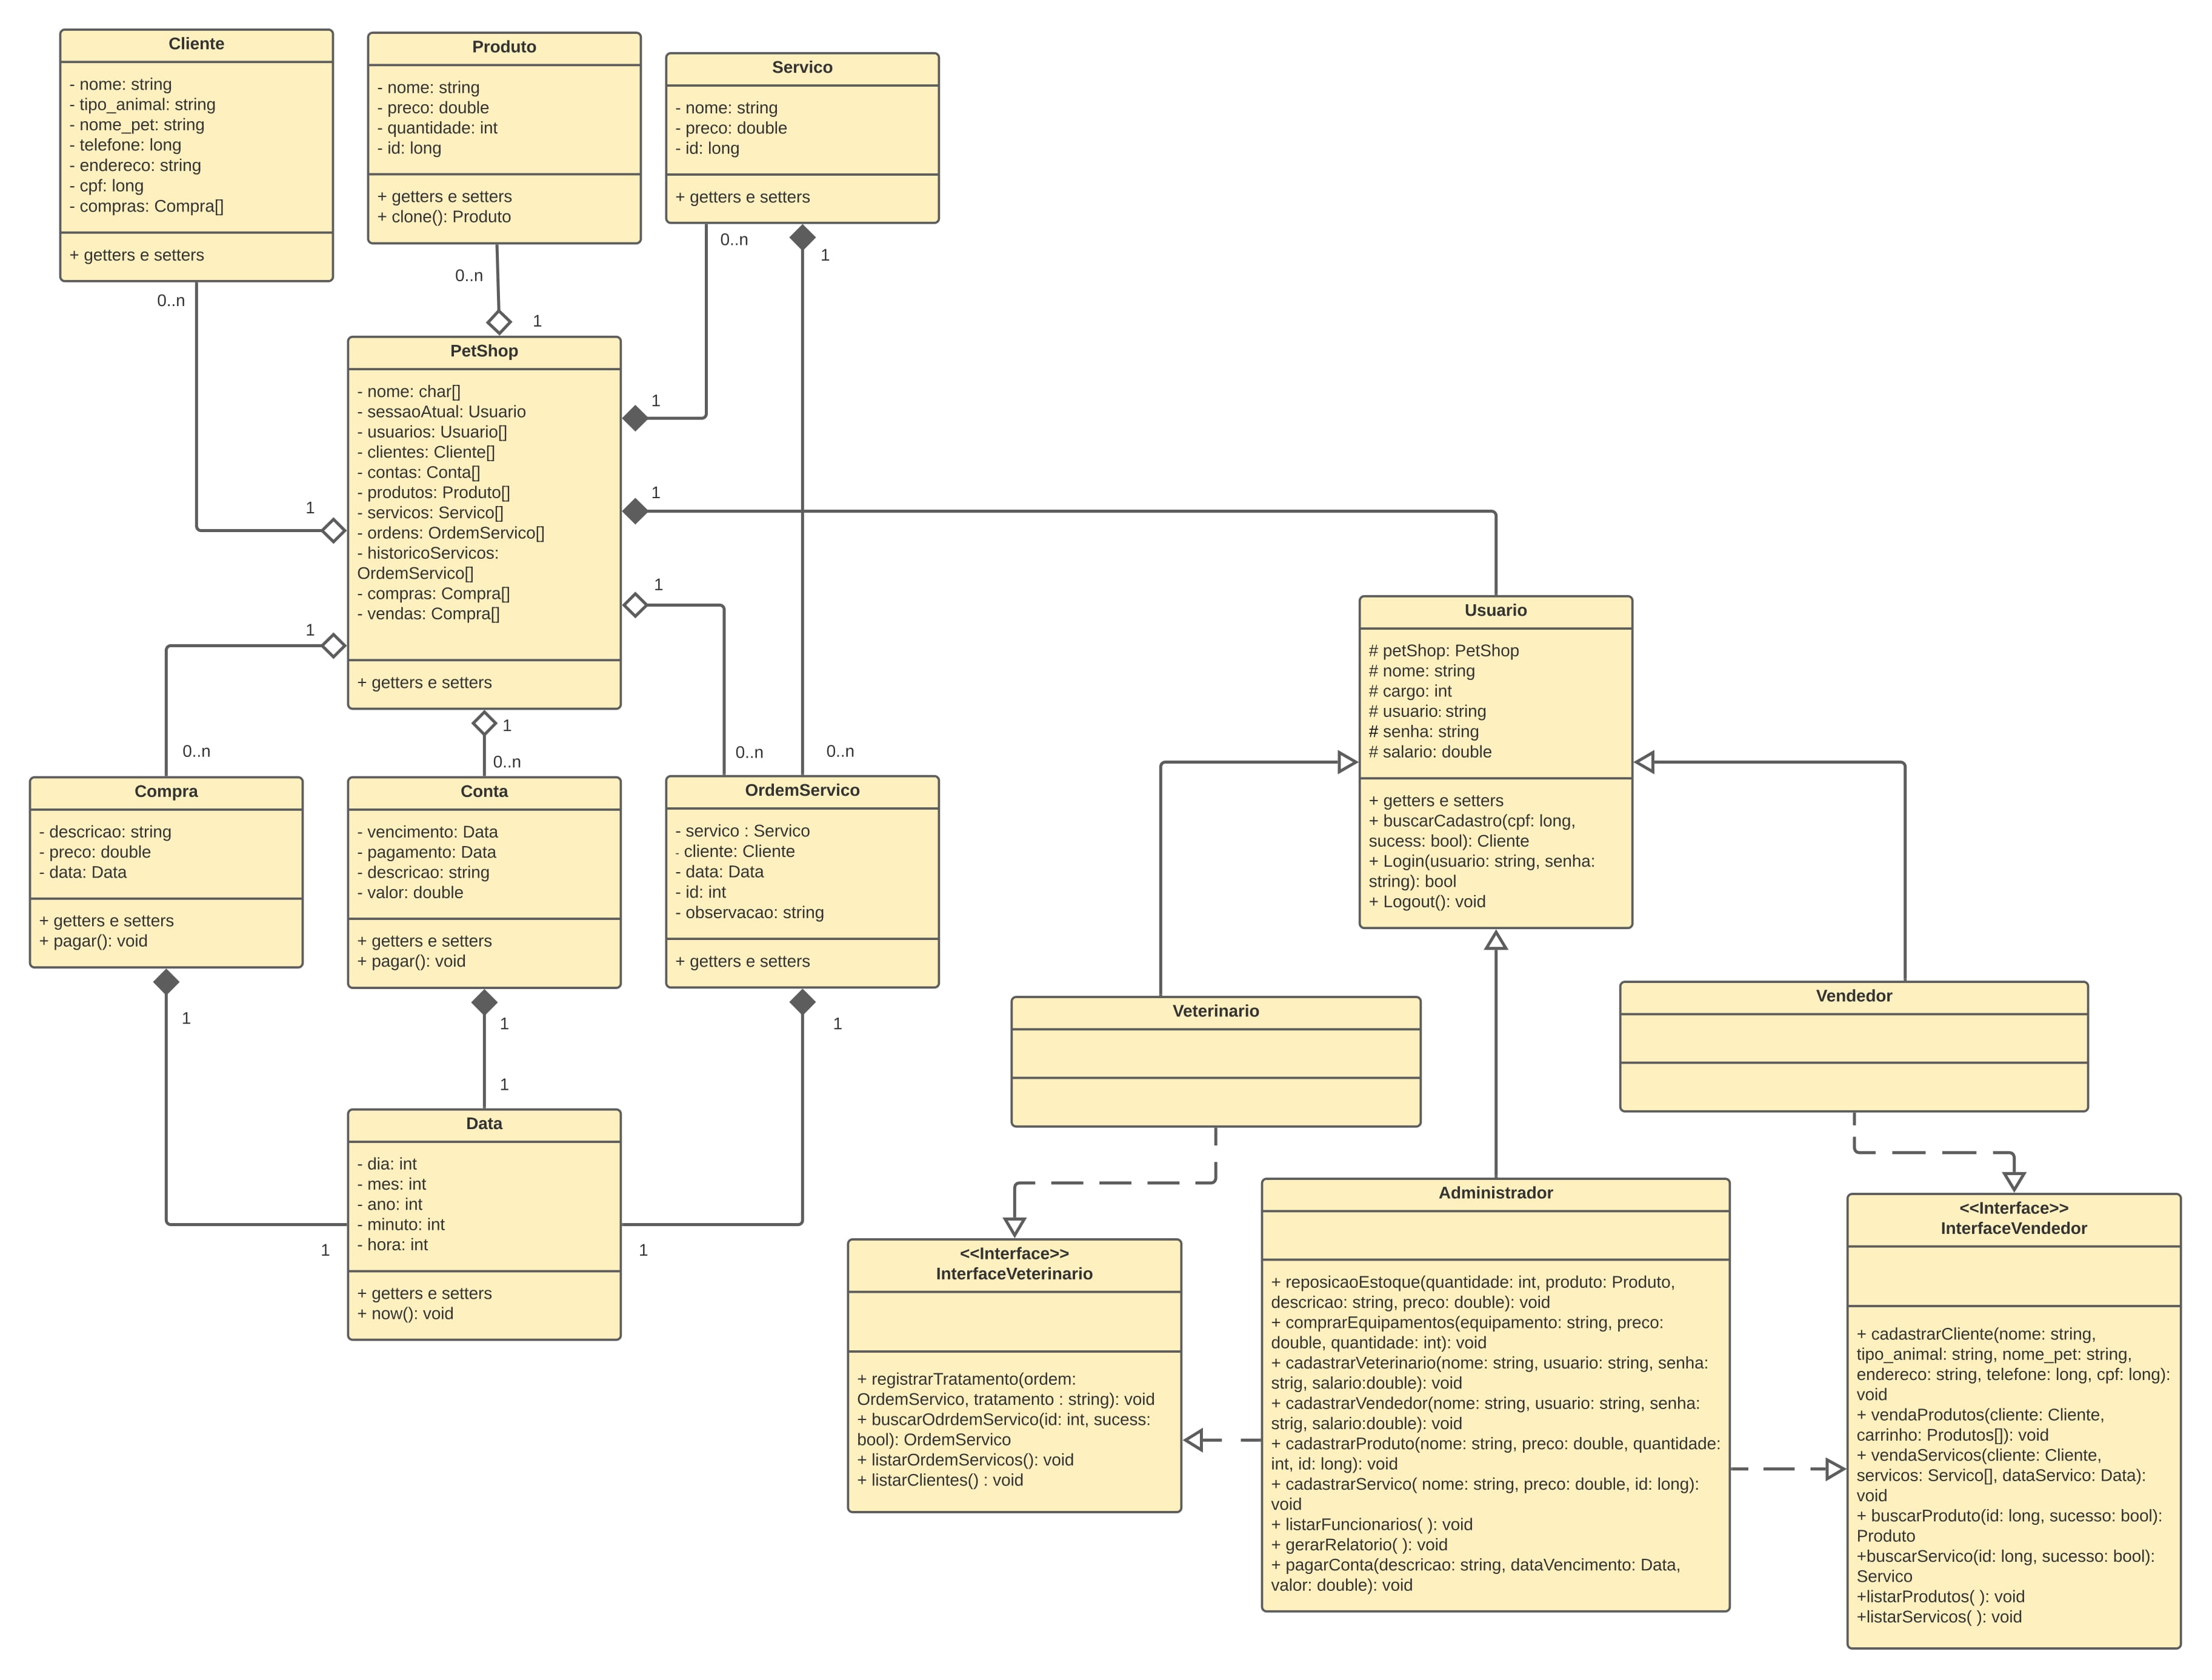 Cliente
- nome: string
- tipo_animal: string
- nome_pet: string
- telefone: long
- endereco: string
- cpf: long
- compras: Compra[]
+ getters e setters
0..n
Produto
- nome: string
- preco: double
- quantidade: int
- id: long
+ getters e setters
+ clone(): Produto
0..n
1
Servico
- nome: string
- preco: double
- id: long
+ getters e setters
0..n
1
PetShop
- nome: char[]
- sessaoAtual: Usuario
- usuarios: Usuario[]
- clientes: Cliente[]
- contas: Conta[]
- produtos: Produto[]
- servicos: Servico[]
- ordens: OrdemServico[]
- historicoServicos:
OrdemServico[]
- compras: Compra[]
- vendas: Compra[]
+ getters e setters
1
1
1
1
1
1
0..n
0..n
0..n
0..n
Compra
- descricao: string
- preco: double
- data: Data
+ getters e setters
+ pagar(): void
1
Conta
- vencimento: Data
- pagamento: Data
- descricao: string
- valor: double
+ getters e setters
+ pagar(): void
1
1
OrdemServico
- servico : Servico
- cliente: Cliente
- data: Data
- id: int
- observacao: string
+ getters e setters
1
Data
- dia: int
- mes: int
- ano: int
- minuto: int
- hora: int
+ getters e setters
+ now(): void
1
1
Usuario
# petShop: PetShop
# nome: string
# cargo: int
# usuario: string
# senha: string
# salario: double
+ getters e setters
+ buscarCadastro(cpf: long,
sucess: bool): Cliente
+ Login(usuario: string, senha:
string): bool
+ Logout(): void
Veterinario
Vendedor
<<Interface>>
InterfaceVeterinario
+ registrarTratamento(ordem:
OrdemServico, tratamento : string): void
+ buscarOdrdemServico(id: int, sucess:
bool): OrdemServico
+ listarOrdemServicos(): void
+ listarClientes() : void
Administrador
+ reposicaoEstoque(quantidade: int, produto: Produto,
descricao: string, preco: double): void
+ comprarEquipamentos(equipamento: string, preco:
double, quantidade: int): void
+ cadastrarVeterinario(nome: string, usuario: string, senha:
strig, salario:double): void
+ cadastrarVendedor(nome: string, usuario: string, senha:
strig, salario:double): void
+ cadastrarProduto(nome: string, preco: double, quantidade:
int, id: long): void
+ cadastrarServico( nome: string, preco: double, id: long):
void
+ listarFuncionarios( ): void
+ gerarRelatorio( ): void
+ pagarConta(descricao: string, dataVencimento: Data,
valor: double): void
<<Interface>>
InterfaceVendedor
+ cadastrarCliente(nome: string,
tipo_animal: string, nome_pet: string,
endereco: string, telefone: long, cpf: long):
void
+ vendaProdutos(cliente: Cliente,
carrinho: Produtos[]): void
+ vendaServicos(cliente: Cliente,
servicos: Servico[], dataServico: Data):
void
+ buscarProduto(id: long, sucesso: bool):
Produto
+buscarServico(id: long, sucesso: bool):
Servico
+listarProdutos( ): void
+listarServicos( ): void